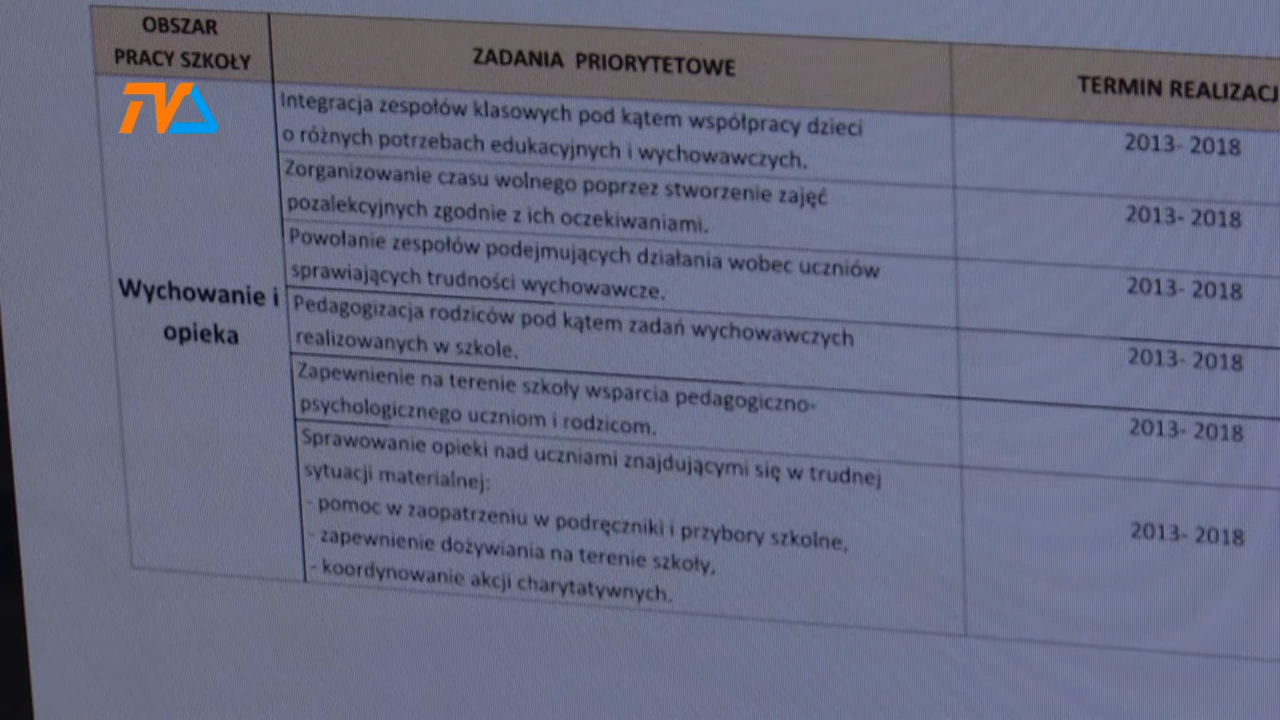 OBSZAR
PRACY SZKOŁY
ZADANIA PRIORYTETOWE
TERMIN REALIZACJ
TVA
Wychowanie i
opieka
Integracja zespołów klasowych pod kątem współpracy dzieci
o różnych potrzebach edukacyjnych i wychowawczych.
2013- 2018
Zorganizowanie czasu wolnego poprzez stworzenie zajęć
pozalekcyjnych zgodnie z ich oczekiwaniami.
2013- 2018
Powołanie zespołów podejmujących działania wobec uczniów
sprawiających trudności wychowawcze.
2013- 2018
Pedagogizacja rodziców pod kątem zadań wychowawczych
realizowanych w szkole.
2013- 2018
Zapewnienie na terenie szkoły wsparcia pedagogiczno-
psychologicznego uczniom i rodzicom.
2013- 2018
Sprawowanie opieki nad uczniami znajdującymi się w trudnej
sytuacji materialnej:
- pomoc w zaopatrzeniu w podręczniki i przybory szkolne,
- zapewnienie dożywiania na terenie szkoły,
- koordynowanie akcji charytatywnych.
2013- 2018